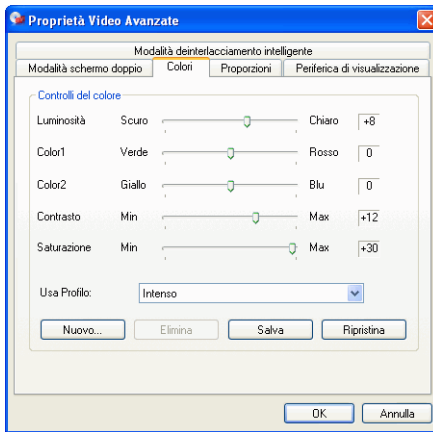 Proprietà Video Avanzate
Modalità deinterlacciamento intelligente
Modalità schermo doppio Colori Proporzioni Periferica di visualizzazione
Controlli del colore
Luminosità Scuro Chiaro +8
Color1 Verde Rosso 0
Color2 Giallo Blu 0
Contrasto Min Max +12
Saturazione Min Max +30
Usa Profilo: Intenso
Nuovo... Elimina Salva Ripristina
OK Annulla